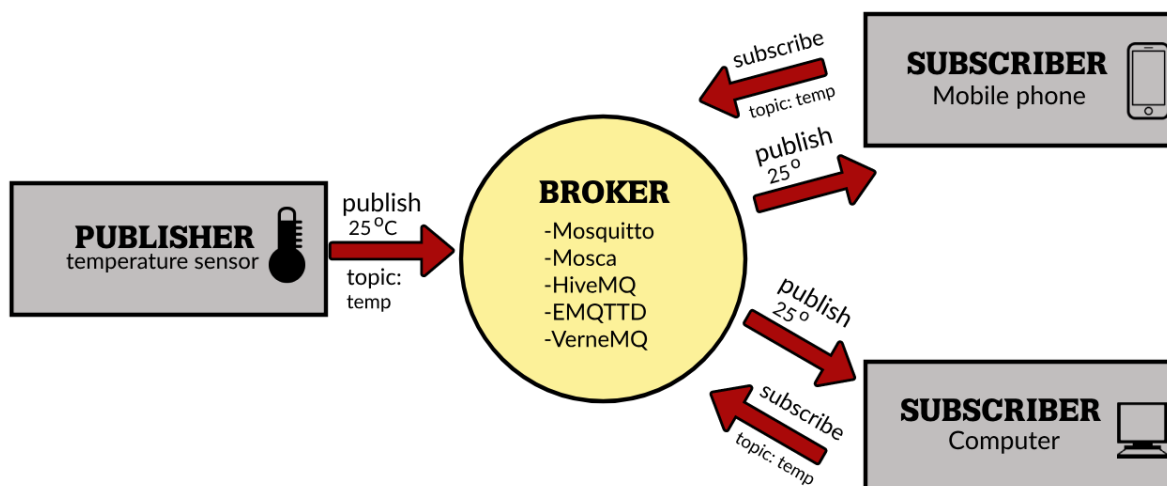 PUBLISHER
temperature sensor
publish
25°C
topic:
temp
BROKER
-Mosquitto
-Mosca
-HiveMQ
-EMQTTD
-VerneMQ
subscribe
topic: temp
publish
25°
SUBSCRIBER
Mobile phone
publish
25°
subscribe
topic: temp
SUBSCRIBER
Computer